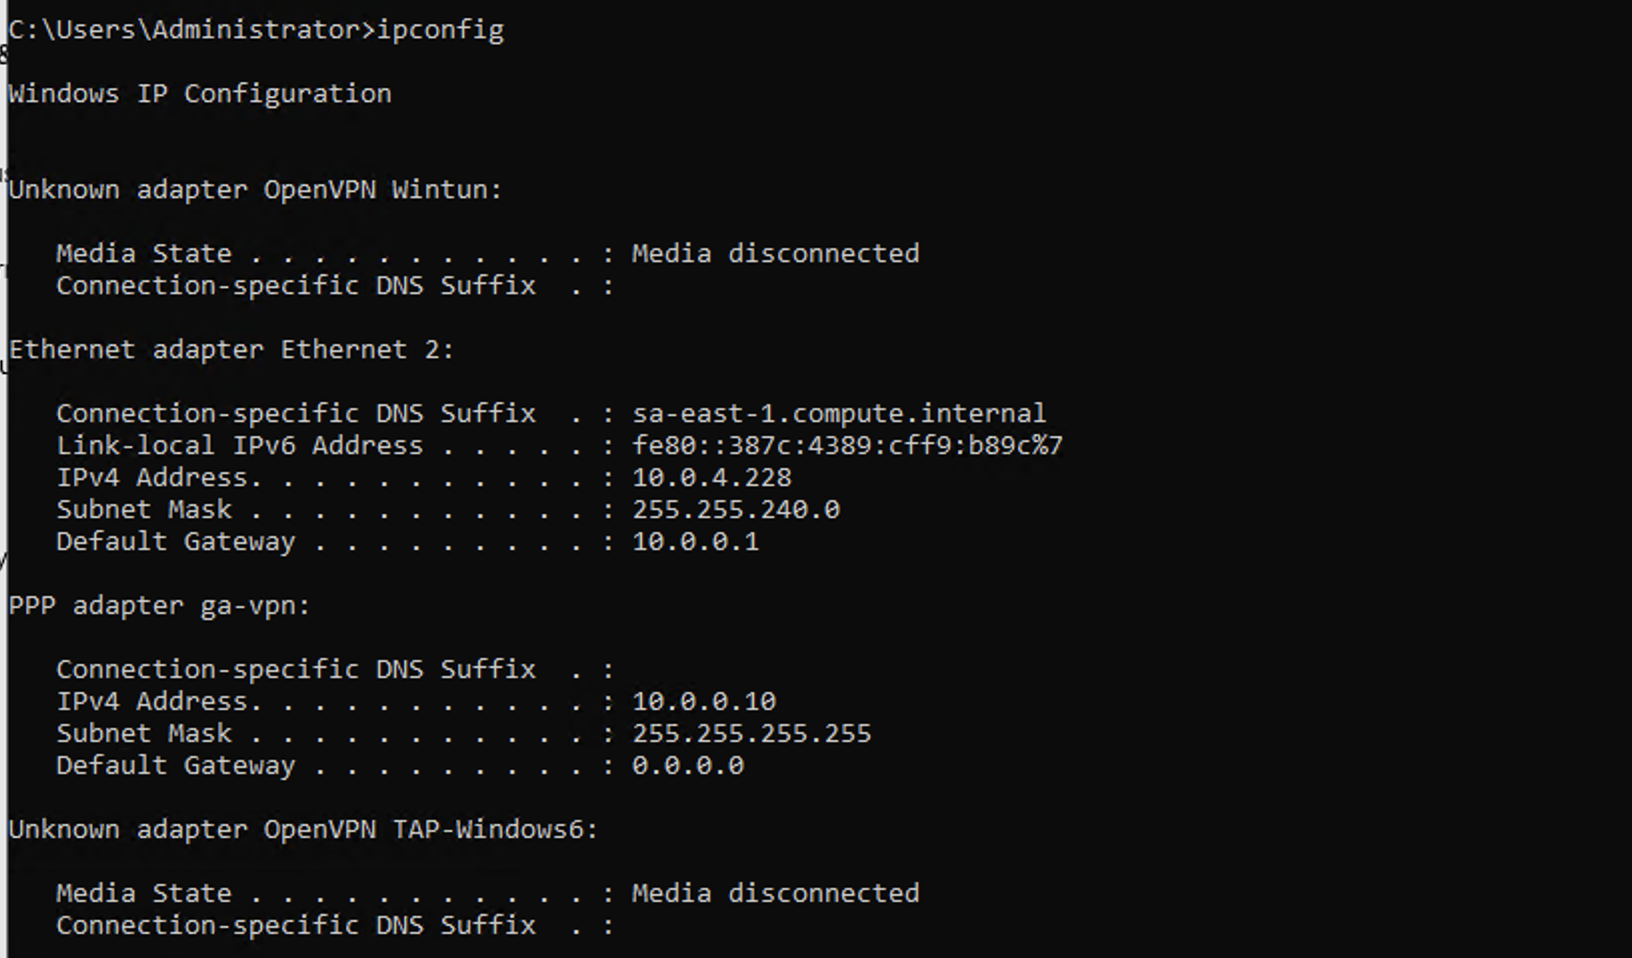 C:\Users\Administrator>ipconfig
Windows IP Configuration
Unknown adapter OpenVPN Wintun:
Media State . . . . . . . . . . . : Media disconnected
Connection-specific DNS Suffix  . :
Ethernet adapter Ethernet 2:
Connection-specific DNS Suffix  . : sa-east-1.compute.internal
Link-local IPv6 Address . . . . . : fe80::387c:4389:cff9:b89c%7
IPv4 Address. . . . . . . . . . . : 10.0.4.228
Subnet Mask . . . . . . . . . . . : 255.255.240.0
Default Gateway . . . . . . . . . : 10.0.0.1
PPP adapter ga-vpn:
Connection-specific DNS Suffix  . :
IPv4 Address. . . . . . . . . . . : 10.0.0.10
Subnet Mask . . . . . . . . . . . : 255.255.255.255
Default Gateway . . . . . . . . . : 0.0.0.0
Unknown adapter OpenVPN TAP-Windows6:
Media State . . . . . . . . . . . : Media disconnected
Connection-specific DNS Suffix  . :